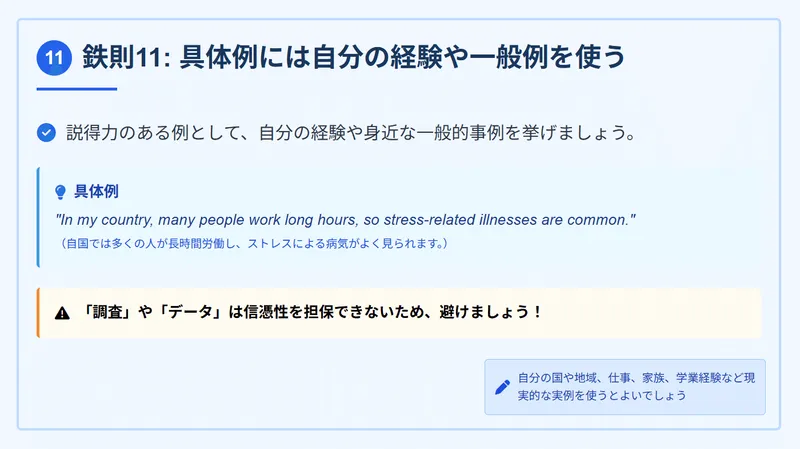 11 鉄則11: 具体例には自分の経験や一般例を使う
説得力のある例として、自分の経験や身近な一般的事例を挙げましょう。
具体例
"In my country, many people work long hours, so stress-related illnesses are common."
（自国では多くの人が長時間労働し、ストレスによる病気がよく見られます。）
「調査」や「データ」は信憑性を担保できないため、避けましょう！
自分の国や地域、仕事、家族、学業経験など現
実的な実例を使うとよいでしょう